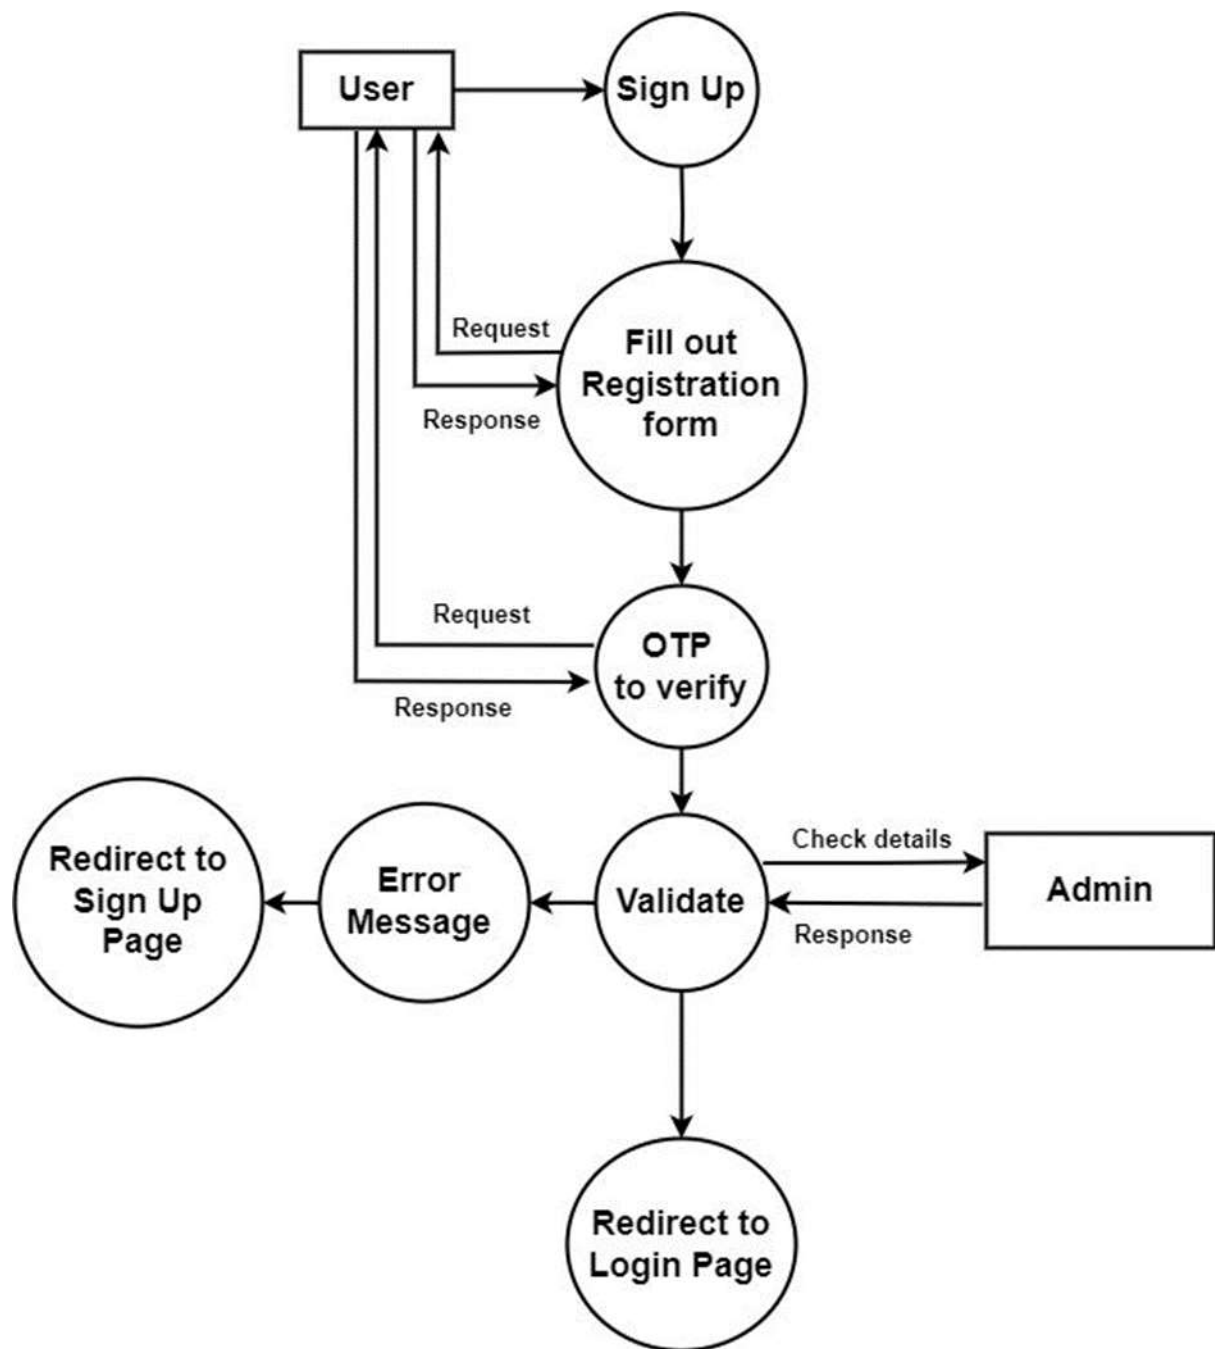 User
Sign Up
Request
Fill out
Registration
form
Response
Request
OTP
to verify
Response
Redirect to
Sign Up
Page
Error
Message
Validate
Check details
Response
Admin
Redirect to
Login Page